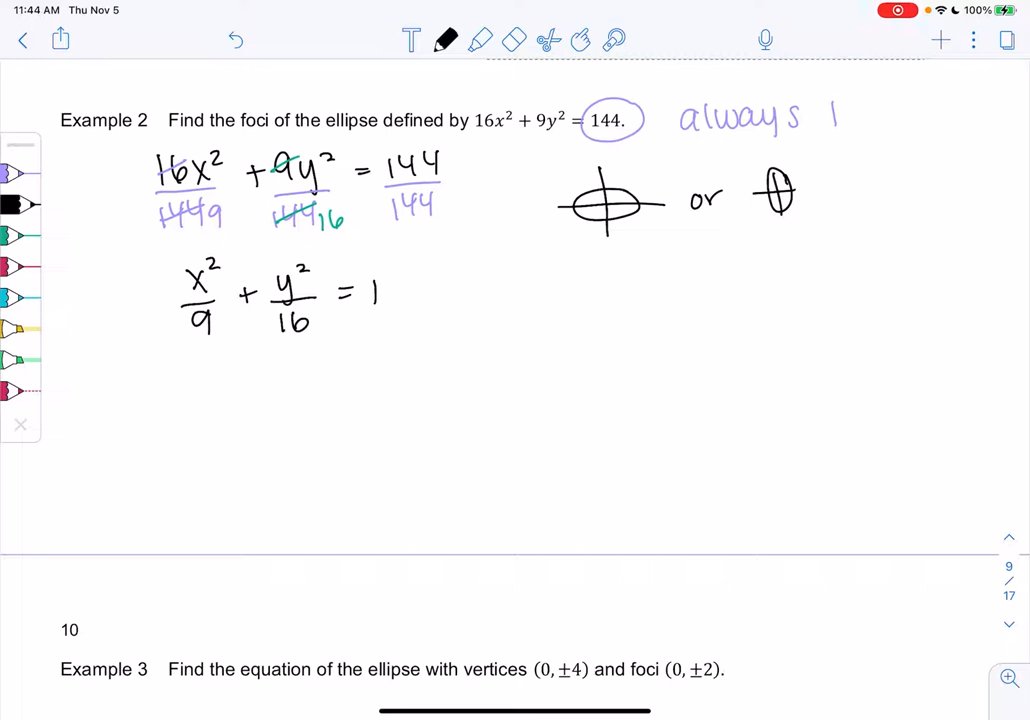 11:44 AM Thu Nov 5
100%
T
Example 2 Find the foci of the ellipse defined by 16x² + 9y² = 144. always 1
16x² + 9y² = 144
144 9 144 16 144
or
x² + y² = 1
9 16
9
/
17
10
Example 3 Find the equation of the ellipse with vertices (0, ±4) and foci (0, ±2).